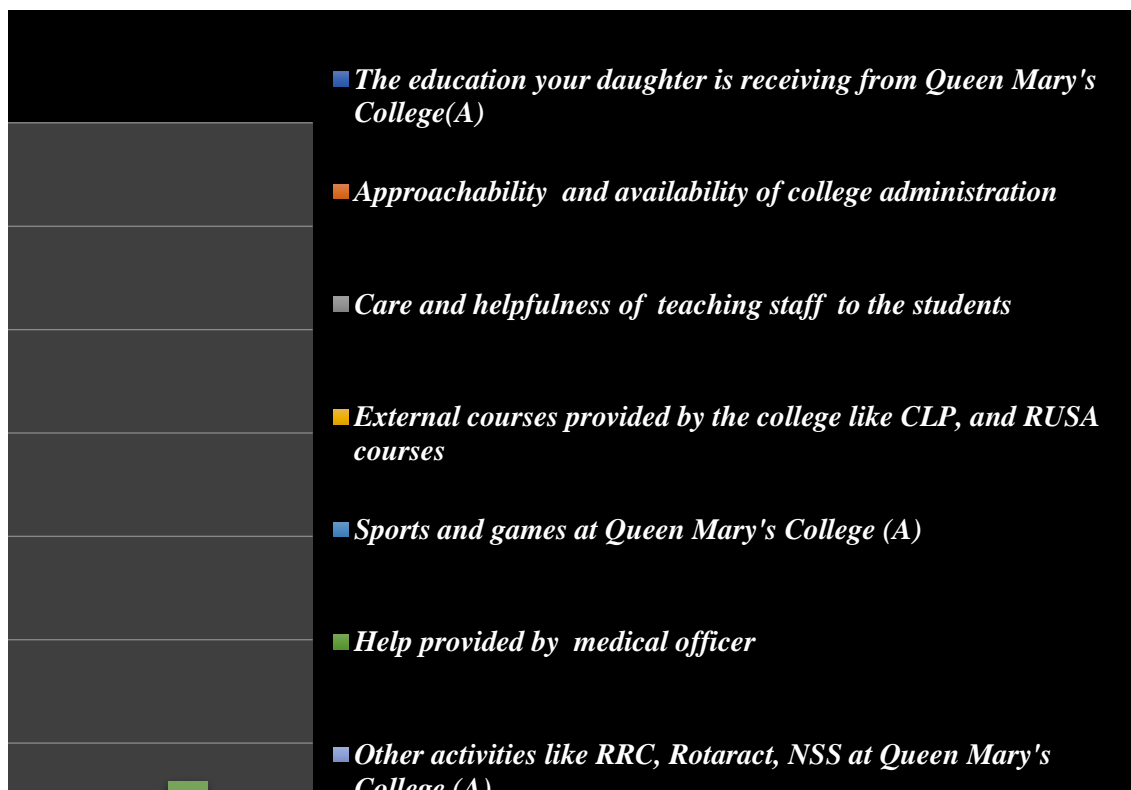 The education your daughter is receiving from Queen Mary's
College(A)
Approachability and availability of college administration
Care and helpfulness of teaching staff to the students
External courses provided by the college like CLP, and RUSA
courses
Sports and games at Queen Mary's College (A)
Help provided by medical officer
Other activities like RRC, Rotaract, NSS at Queen Mary's
College (A)